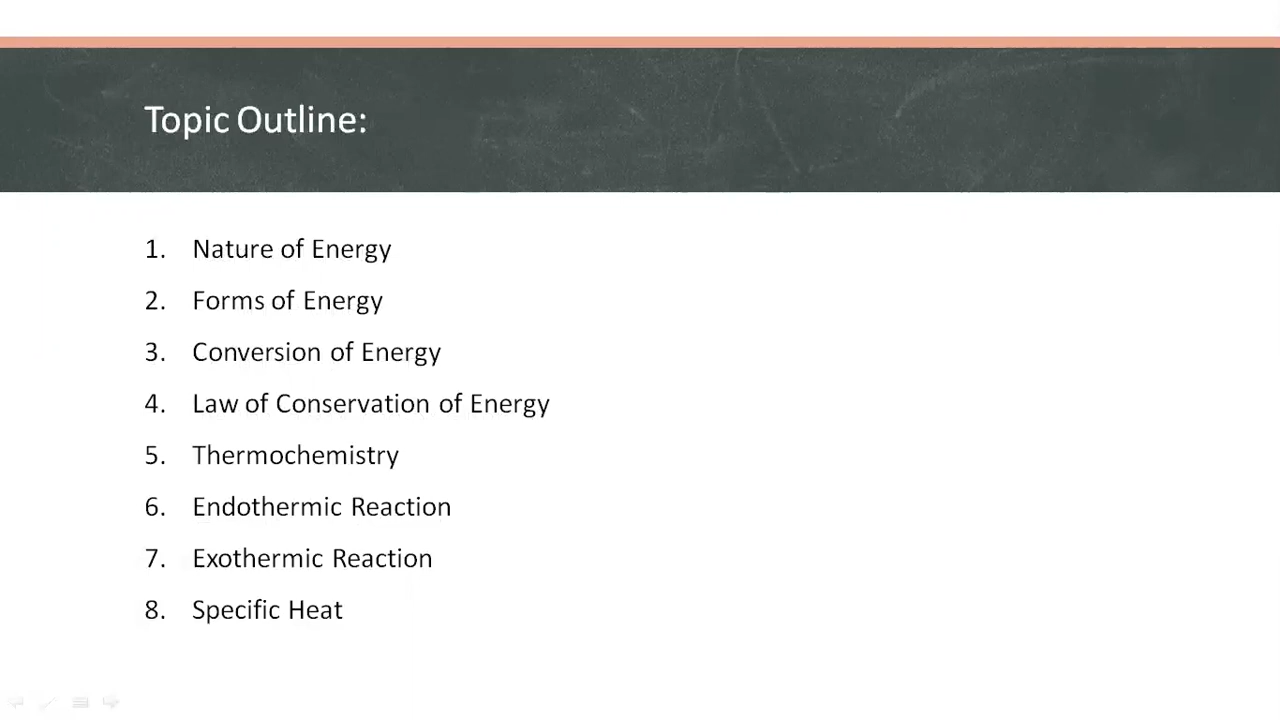 Topic Outline:
1. Nature of Energy
2. Forms of Energy
3. Conversion of Energy
4. Law of Conservation of Energy
5. Thermochemistry
6. Endothermic Reaction
7. Exothermic Reaction
8. Specific Heat